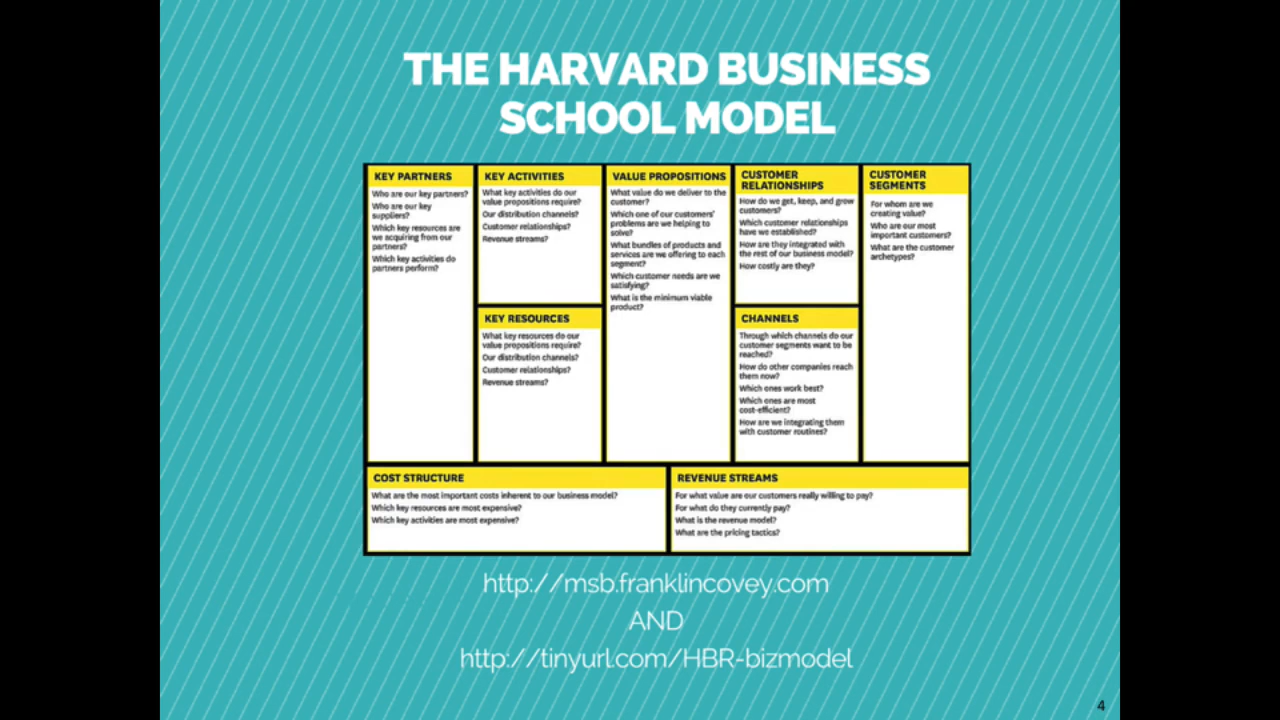 THE HARVARD BUSINESS
SCHOOL MODEL
KEY PARTNERS
Who are our key partners?
Who are our key
suppliers?
Which key resources are
we acquiring from our
partners?
Which key activities do
partners perform?
KEY ACTIVITIES
What key activities do our
value propositions require?
Our distribution channels?
Customer relationships?
Revenue streams?
KEY RESOURCES
What key resources do our
value propositions require?
Our distribution channels?
Customer relationships?
Revenue streams?
VALUE PROPOSITIONS
What value do we deliver to the
customer?
Which one of our customers'
problems are we helping to
solve?
What bundles of products and
services are we offering to each
segment?
Which customer needs are we
satisfying?
What is the minimum viable
product?
CUSTOMER
RELATIONSHIPS
How do we get, keep, and grow
customers?
Which customer relationships
have we established?
How are they integrated with
the rest of our business model?
How costly are they?
CHANNELS
Through which channels do our
customer segments want to be
reached?
How do other companies reach
them now?
Which ones work best?
Which ones are most
cost-efficient?
How are we integrating them
with customer routines?
CUSTOMER
SEGMENTS
For whom are we
creating value?
Who are our most
important customers?
What are the customer
archetypes?
COST STRUCTURE
What are the most important costs inherent to our business model?
Which key resources are most expensive?
Which key activities are most expensive?
REVENUE STREAMS
For what value are our customers really willing to pay?
For what do they currently pay?
What is the revenue model?
What are the pricing tactics?
http://msb.franklincovey.com
AND
http://tinyurl.com/HBR-bizmodel
4